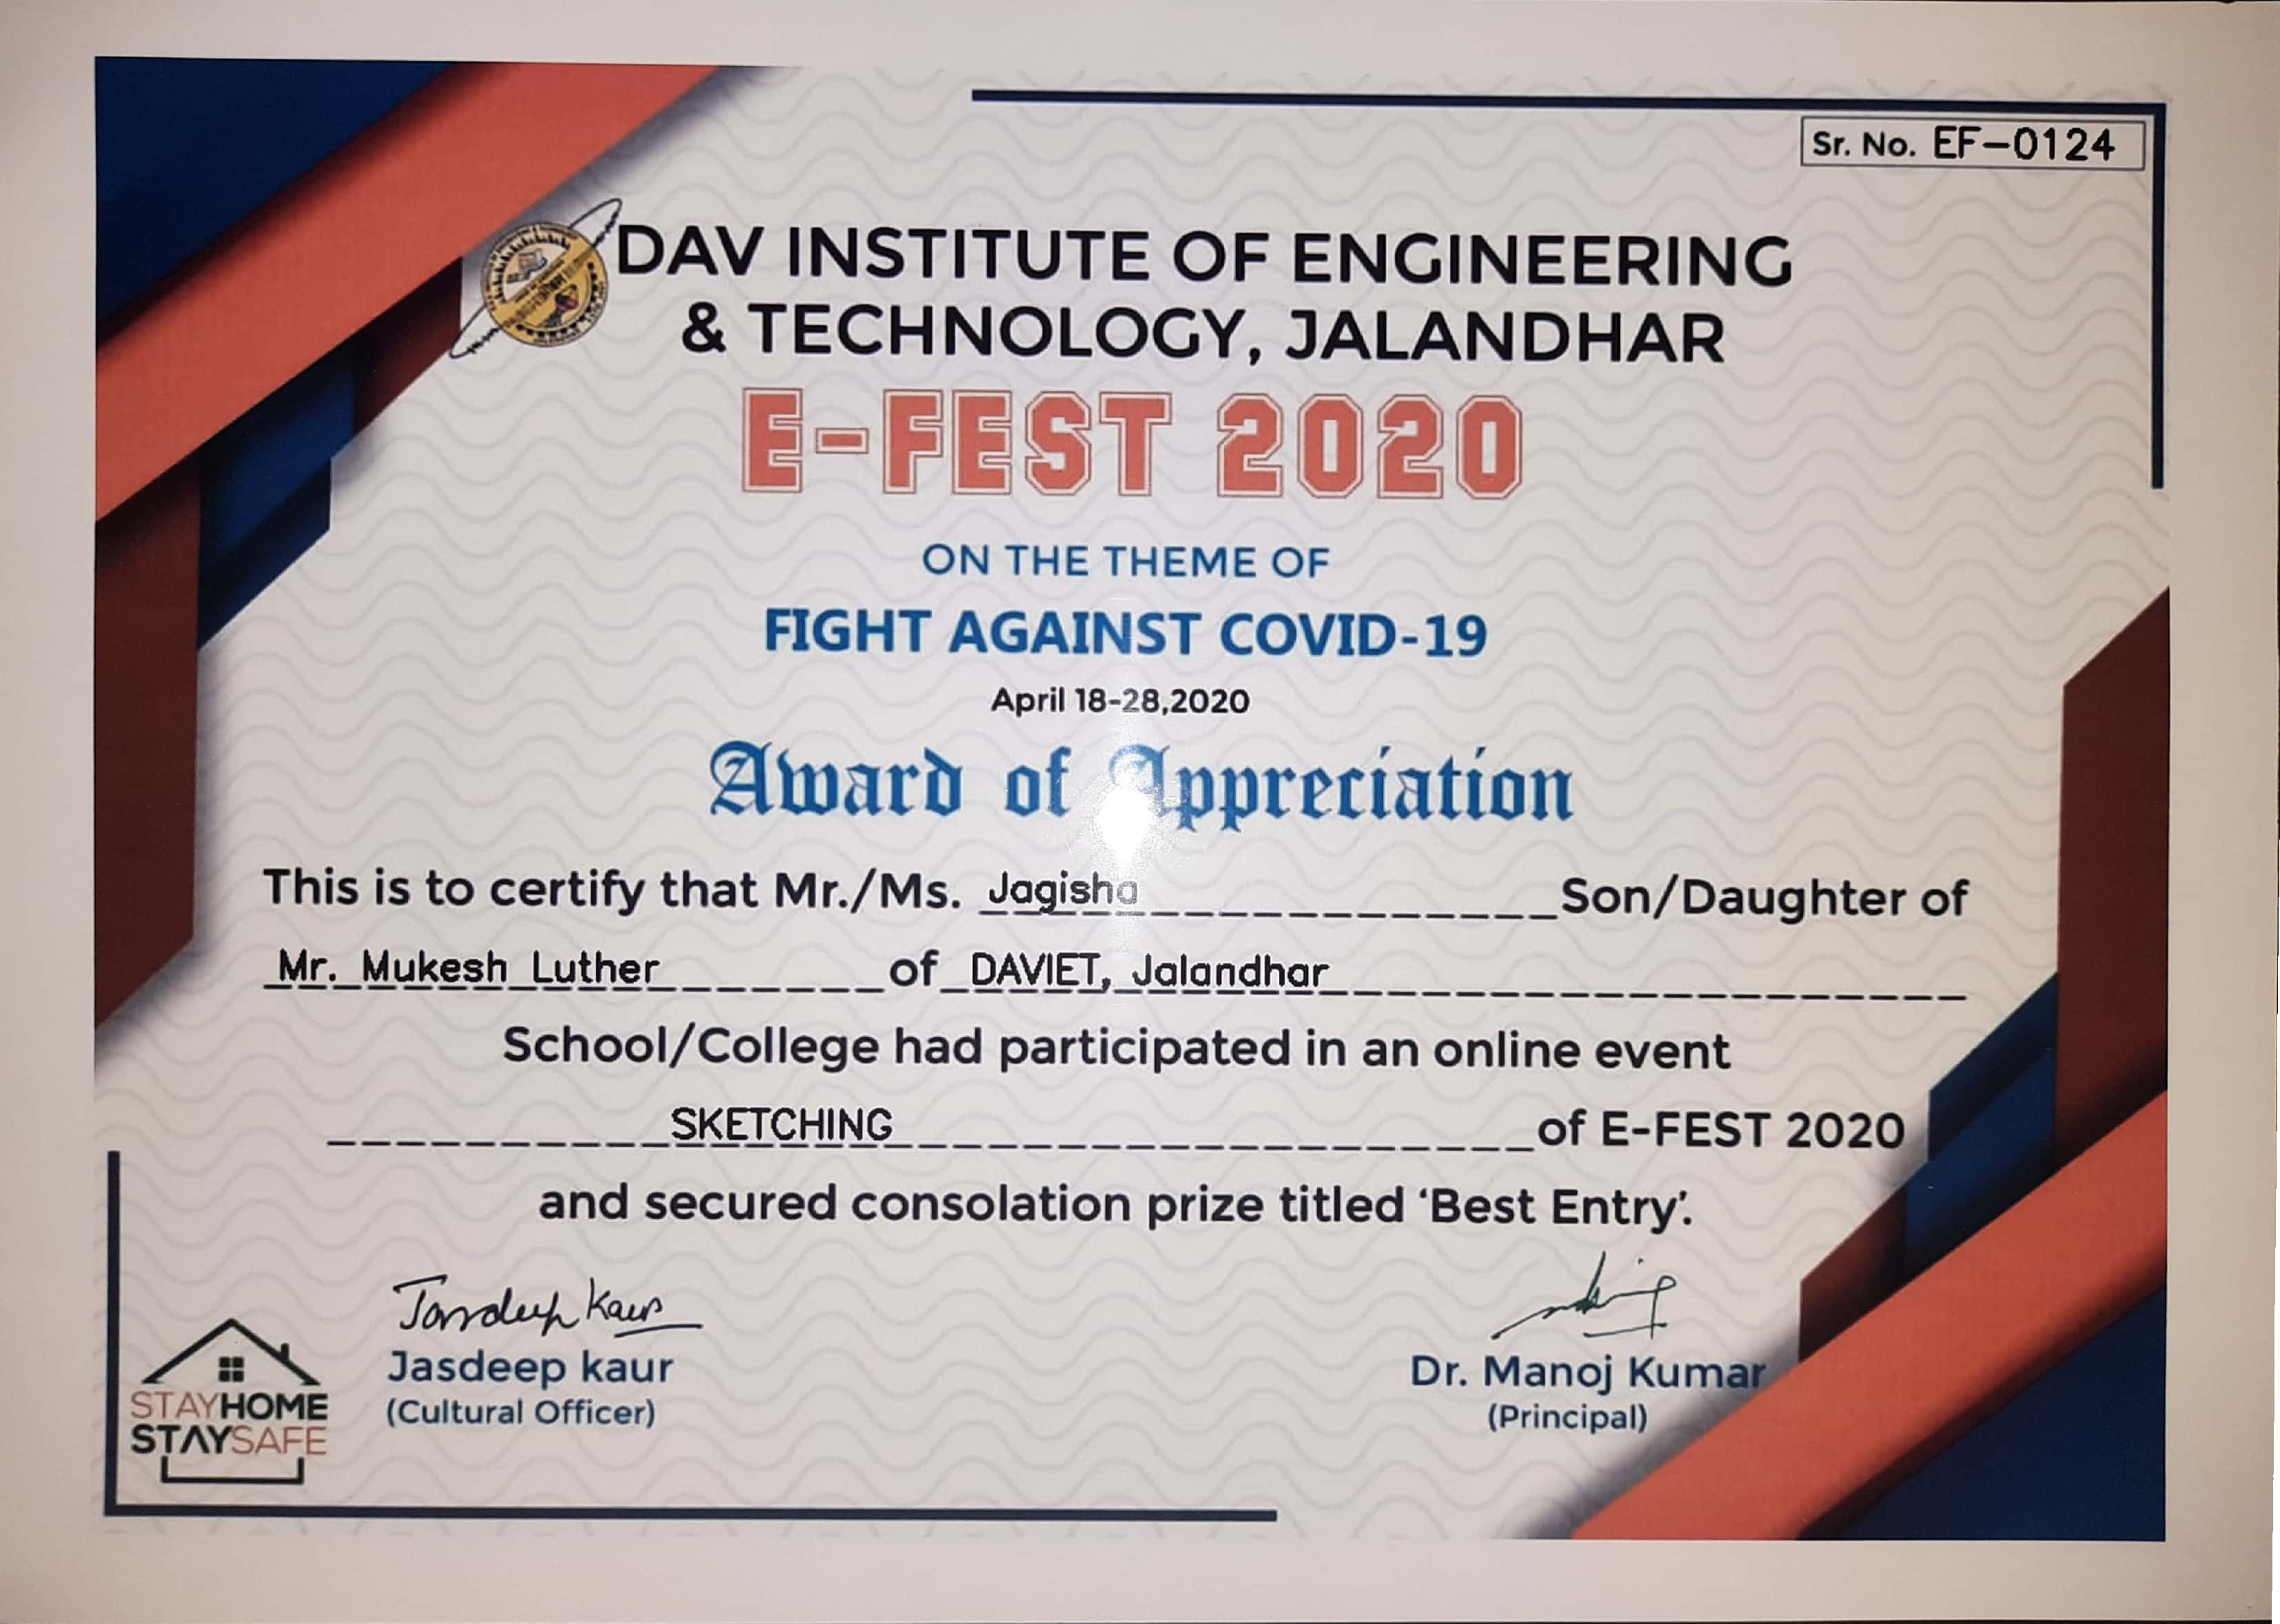 Sr. No. EF-0124
DAV INSTITUTE OF ENGINEERING
& TECHNOLOGY, JALANDHAR
E-FEST 2020
ON THE THEME OF
FIGHT AGAINST COVID-19
April 18-28,2020
Award of Appreciation
This is to certify that Mr./Ms. Jagisha Son/Daughter of
Mr. Mukesh Luther of DAVIET, Jalandhar
School/College had participated in an online event
SKETCHING of E-FEST 2020
and secured consolation prize titled ‘Best Entry’.
Jasdeep Kaur
Jasdeep kaur
(Cultural Officer)
Dr. Manoj Kumar
(Principal)
STAYHOME
STAYSAFE